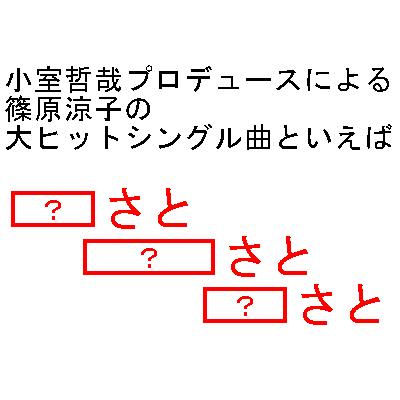 小室哲哉プロデュースによる
篠原涼子の
大ヒットシングル曲といえば
？さと
？さと
？さと